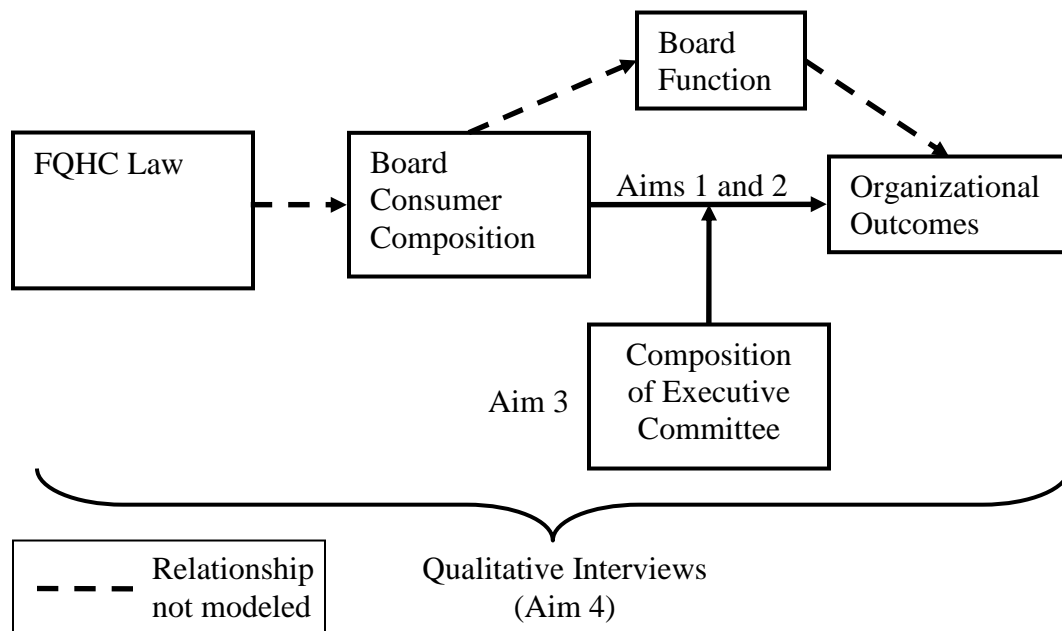 Board
Function
FQHC Law
Board
Consumer
Composition
Aims 1 and 2
Organizational
Outcomes
Composition
of Executive
Committee
Aim 3
Relationship
not modeled
Qualitative Interviews
(Aim 4)